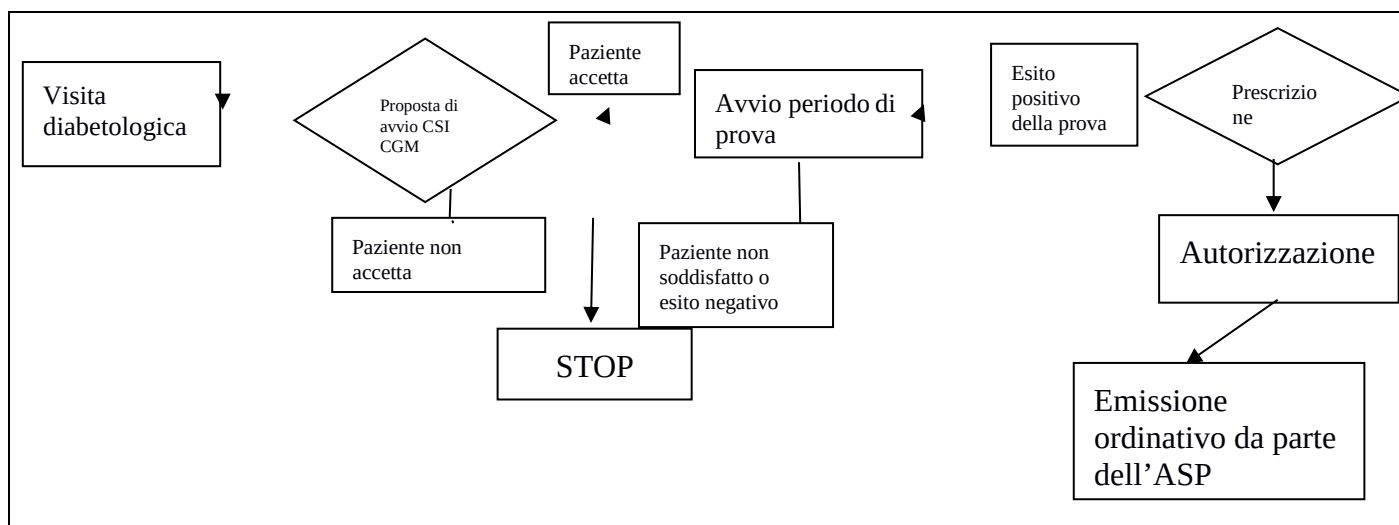 Visita
diabetologica
Proposta di
avvio CSI
CGM
Paziente
accetta
Avvio periodo di
prova
Esito
positivo
della prova
Prescrizio
ne
Paziente non
accetta
Paziente non
soddisfatto o
esito negativo
Autorizzazione
STOP
Emissione
ordinativo da parte
dell’ASP